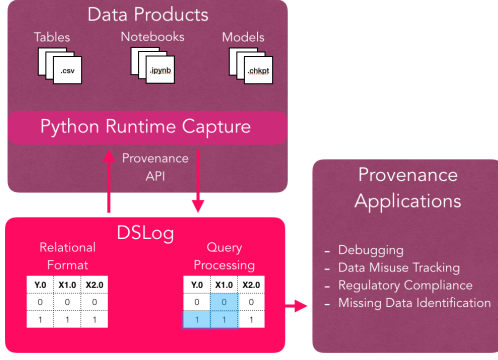 Data Products
Tables Notebooks Models
.csv .ipynb .chkpt
Python Runtime Capture
Provenance
API
DSLog
Relational
Format
Y.0 X1.0 X2.0
0 0 0
1 1 1
Query
Processing
Y.0 X1.0 X2.0
0 0 0
1 1 1
Provenance
Applications
- Debugging
- Data Misuse Tracking
- Regulatory Compliance
- Missing Data Identification